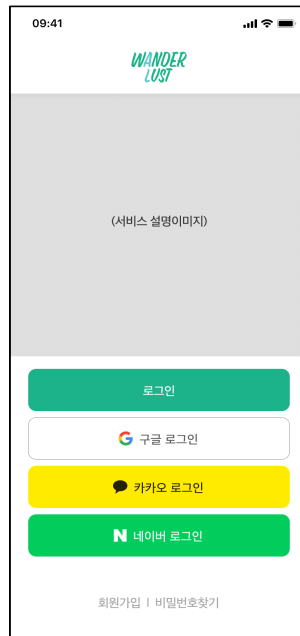 09:41
WANDER
LUST
(서비스 설명이미지)
로그인
구글 로그인
카카오 로그인
N 네이버 로그인
회원가입 | 비밀번호찾기